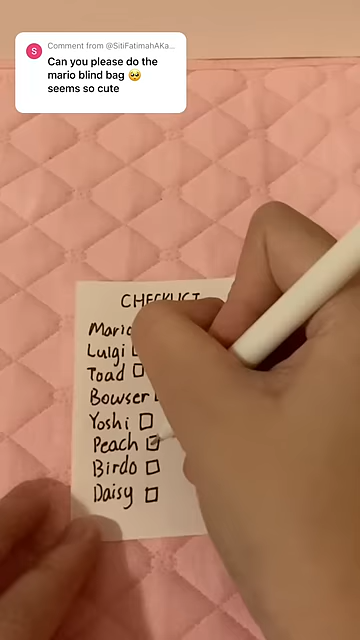 Comment from @SitiFatimahAKa...
S
Can you please do the
mario blind bag 🥺
seems so cute
CHECKLIST
Mario
Luigi
Toad
Bowser
Yoshi
Peach
Birdo
Daisy